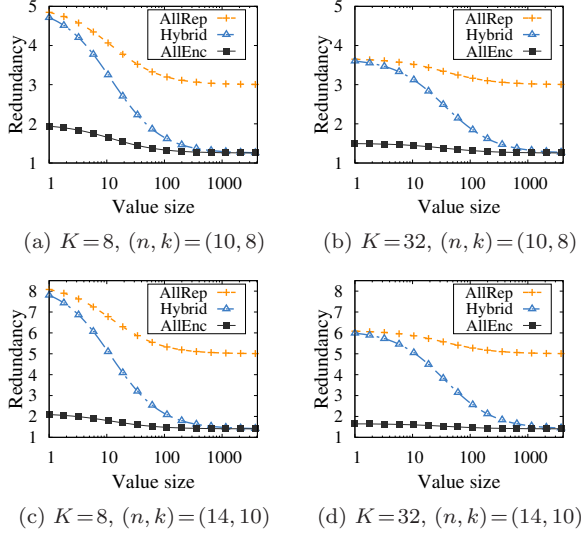 5
4
3
2
1
Redundancy
AllRep
Hybrid
AllEnc
1 10 100 1000
Value size
(a) K=8, (n, k)=(10, 8)
5
4
3
2
1
Redundancy
AllRep
Hybrid
AllEnc
1 10 100 1000
Value size
(b) K=32, (n, k)=(10, 8)
8
7
6
5
4
3
2
1
Redundancy
AllRep
Hybrid
AllEnc
1 10 100 1000
Value size
(c) K=8, (n, k)=(14, 10)
8
7
6
5
4
3
2
1
Redundancy
AllRep
Hybrid
AllEnc
1 10 100 1000
Value size
(d) K=32, (n, k)=(14, 10)